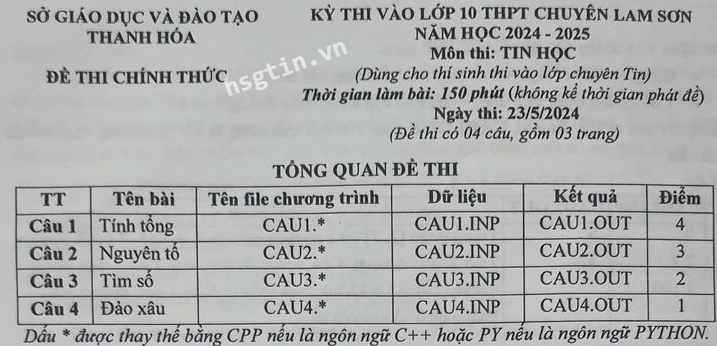 SỞ GIÁO DỤC VÀ ĐÀO TẠO
THANH HÓA
ĐỀ THI CHÍNH THỨC
KỲ THI VÀO LỚP 10 THPT CHUYÊN LAM SƠN
NĂM HỌC 2024 - 2025
Môn thi: TIN HỌC
(Dùng cho thí sinh thi vào lớp chuyên Tin)
Thời gian làm bài: 150 phút (không kể thời gian phát đề)
Ngày thi: 23/5/2024
(Đề thi có 04 câu, gồm 03 trang)
hsgtin.vn
TỔNG QUAN ĐỀ THI
TT Tên bài Tên file chương trình Dữ liệu Kết quả Điểm
Câu 1 Tính tổng CAU1.* CAU1.INP CAU1.OUT 4
Câu 2 Nguyên tố CAU2.* CAU2.INP CAU2.OUT 3
Câu 3 Tìm số CAU3.* CAU3.INP CAU3.OUT 2
Câu 4 Đảo xâu CAU4.* CAU4.INP CAU4.OUT 1
Dấu * được thay thế bằng CPP nếu là ngôn ngữ C++ hoặc PY nếu là ngôn ngữ PYTHON.